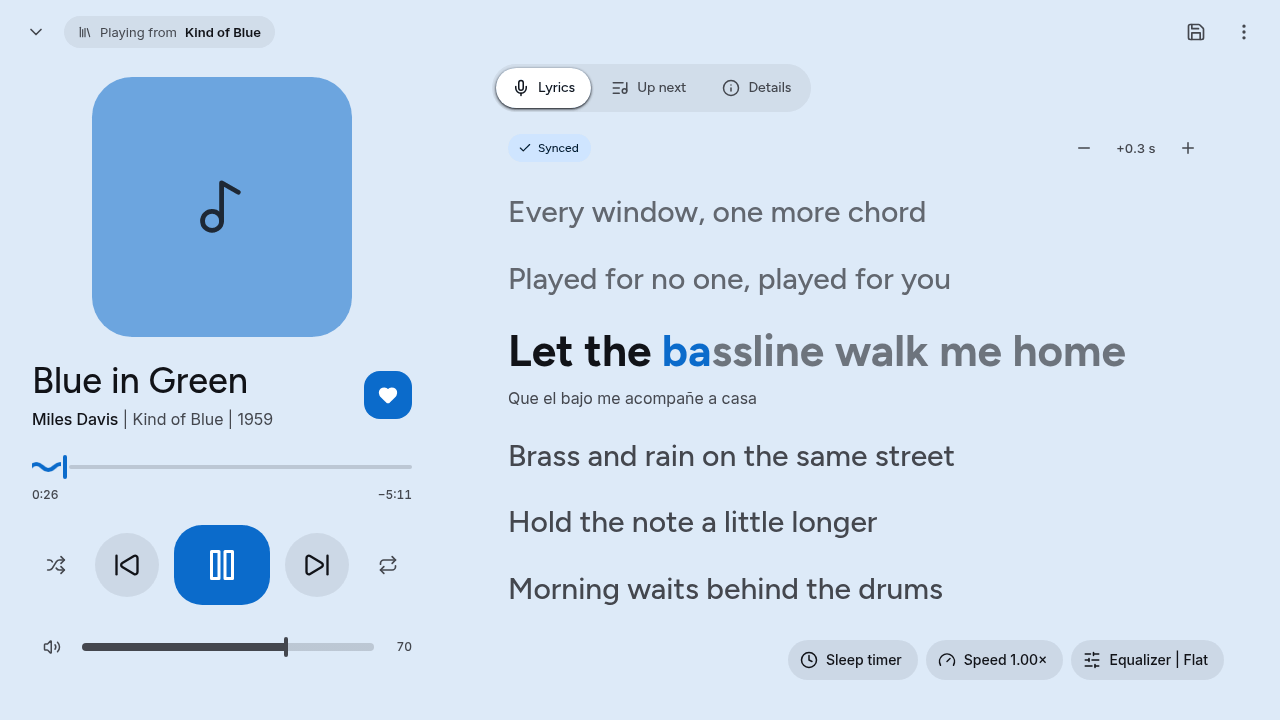 Playing from Kind of Blue
Lyrics
Up next
Details
Synced
+0.3 s
Every window, one more chord
Played for no one, played for you
Let the bassline walk me home
Que el bajo me acompañe a casa
Brass and rain on the same street
Hold the note a little longer
Morning waits behind the drums
Blue in Green
Miles Davis | Kind of Blue | 1959
0:26
−5:11
70
Sleep timer
Speed 1.00×
Equalizer | Flat